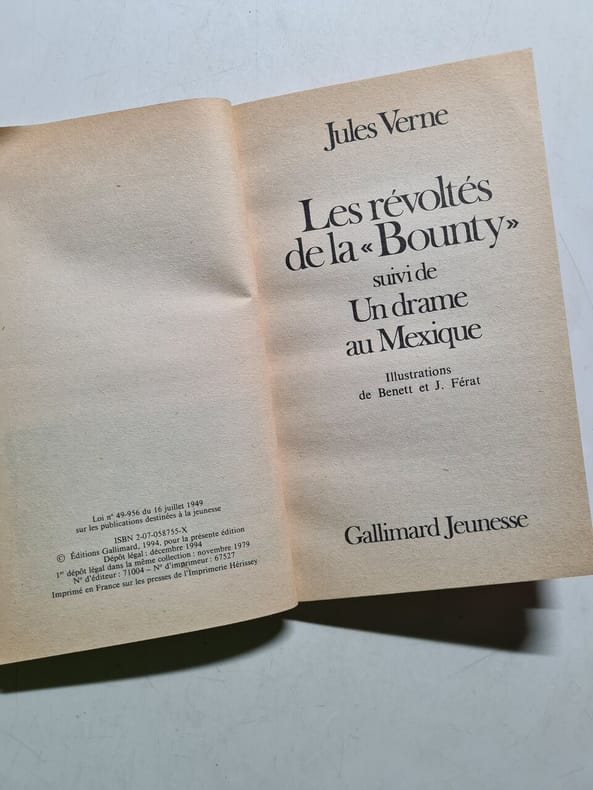 Loi n° 49-956 du 16 juillet 1949
sur les publications destinées à la jeunesse
ISBN 2-07-058755-X
© Éditions Gallimard, 1994, pour la présente édition
Dépôt légal : décembre 1994
1er dépôt légal dans la même collection : novembre 1979
N° d'éditeur : 71004 – N° d'imprimeur : 67527
Imprimé en France sur les presses de l'Imprimerie Hérissey
Jules Verne
Les révoltés
de la « Bounty »
suivi de
Un drame
au Mexique
Illustrations
de Benett et J. Férat
Gallimard Jeunesse